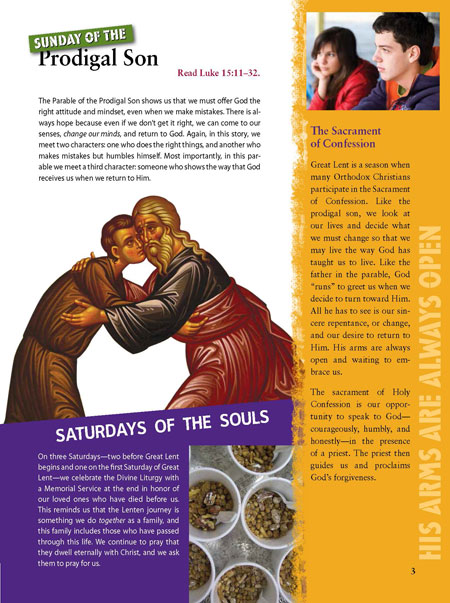 SUNDAY OF THE
Prodigal Son
Read Luke 15:11–32.
The Parable of the Prodigal Son shows us that we must offer God the
right attitude and mindset, even when we make mistakes. There is al-
ways hope because even if we don't get it right, we can come to our
senses, change our minds, and return to God. Again, in this story, we
meet two characters: one who does the right things, and another who
makes mistakes but humbles himself. Most importantly, in this par-
able we meet a third character: someone who shows the way that God
receives us when we return to Him.
SATURDAYS OF THE SOULS
On three Saturdays—two before Great Lent
begins and one on the first Saturday of Great
Lent—we celebrate the Divine Liturgy with
a Memorial Service at the end in honor of
our loved ones who have died before us.
This reminds us that the Lenten journey is
something we do together as a family, and
this family includes those who have passed
through this life. We continue to pray that
they dwell eternally with Christ, and we ask
them to pray for us.
The Sacrament
of Confession
Great Lent is a season when
many Orthodox Christians
participate in the Sacrament
of Confession. Like the
prodigal son, we look at
our lives and decide what
we must change so that we
may live the way God has
taught us to live. Like the
father in the parable, God
“runs” to greet us when we
decide to turn toward Him.
All he has to see is our sin-
cere repentance, or change,
and our desire to return to
Him. His arms are always
open and waiting to em-
brace us.
The sacrament of Holy
Confession is our oppor-
tunity to speak to God—
courageously, humbly, and
honestly—in the presence
of a priest. The priest then
guides us and proclaims
God's forgiveness.
HIS ARMS ARE ALWAYS OPEN
3